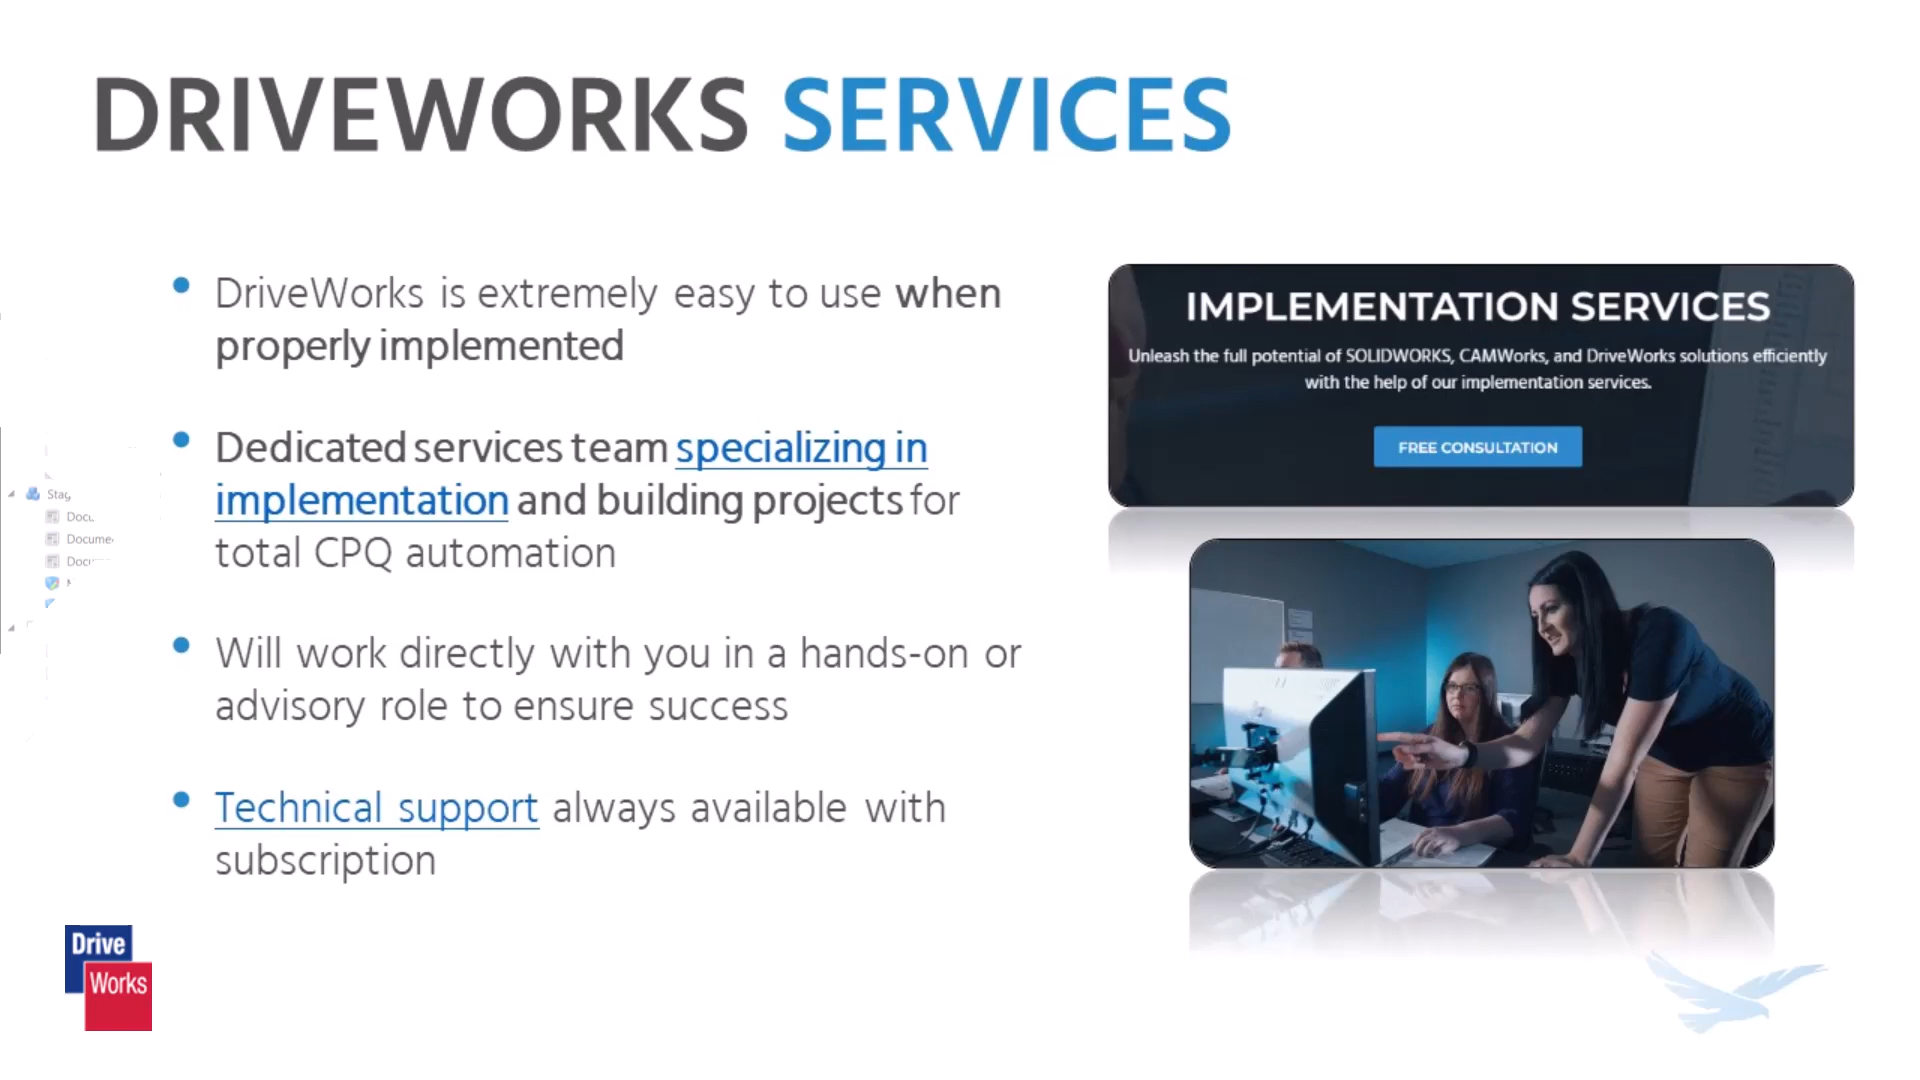 DRIVEWORKS SERVICES
• DriveWorks is extremely easy to use when
properly implemented
• Dedicated services team specializing in
implementation and building projects for
total CPQ automation
• Will work directly with you in a hands-on or
advisory role to ensure success
• Technical support always available with
subscription
IMPLEMENTATION SERVICES
Unleash the full potential of SOLIDWORKS, CAMWorks, and DriveWorks solutions efficiently
with the help of our implementation services.
FREE CONSULTATION
Drive
Works